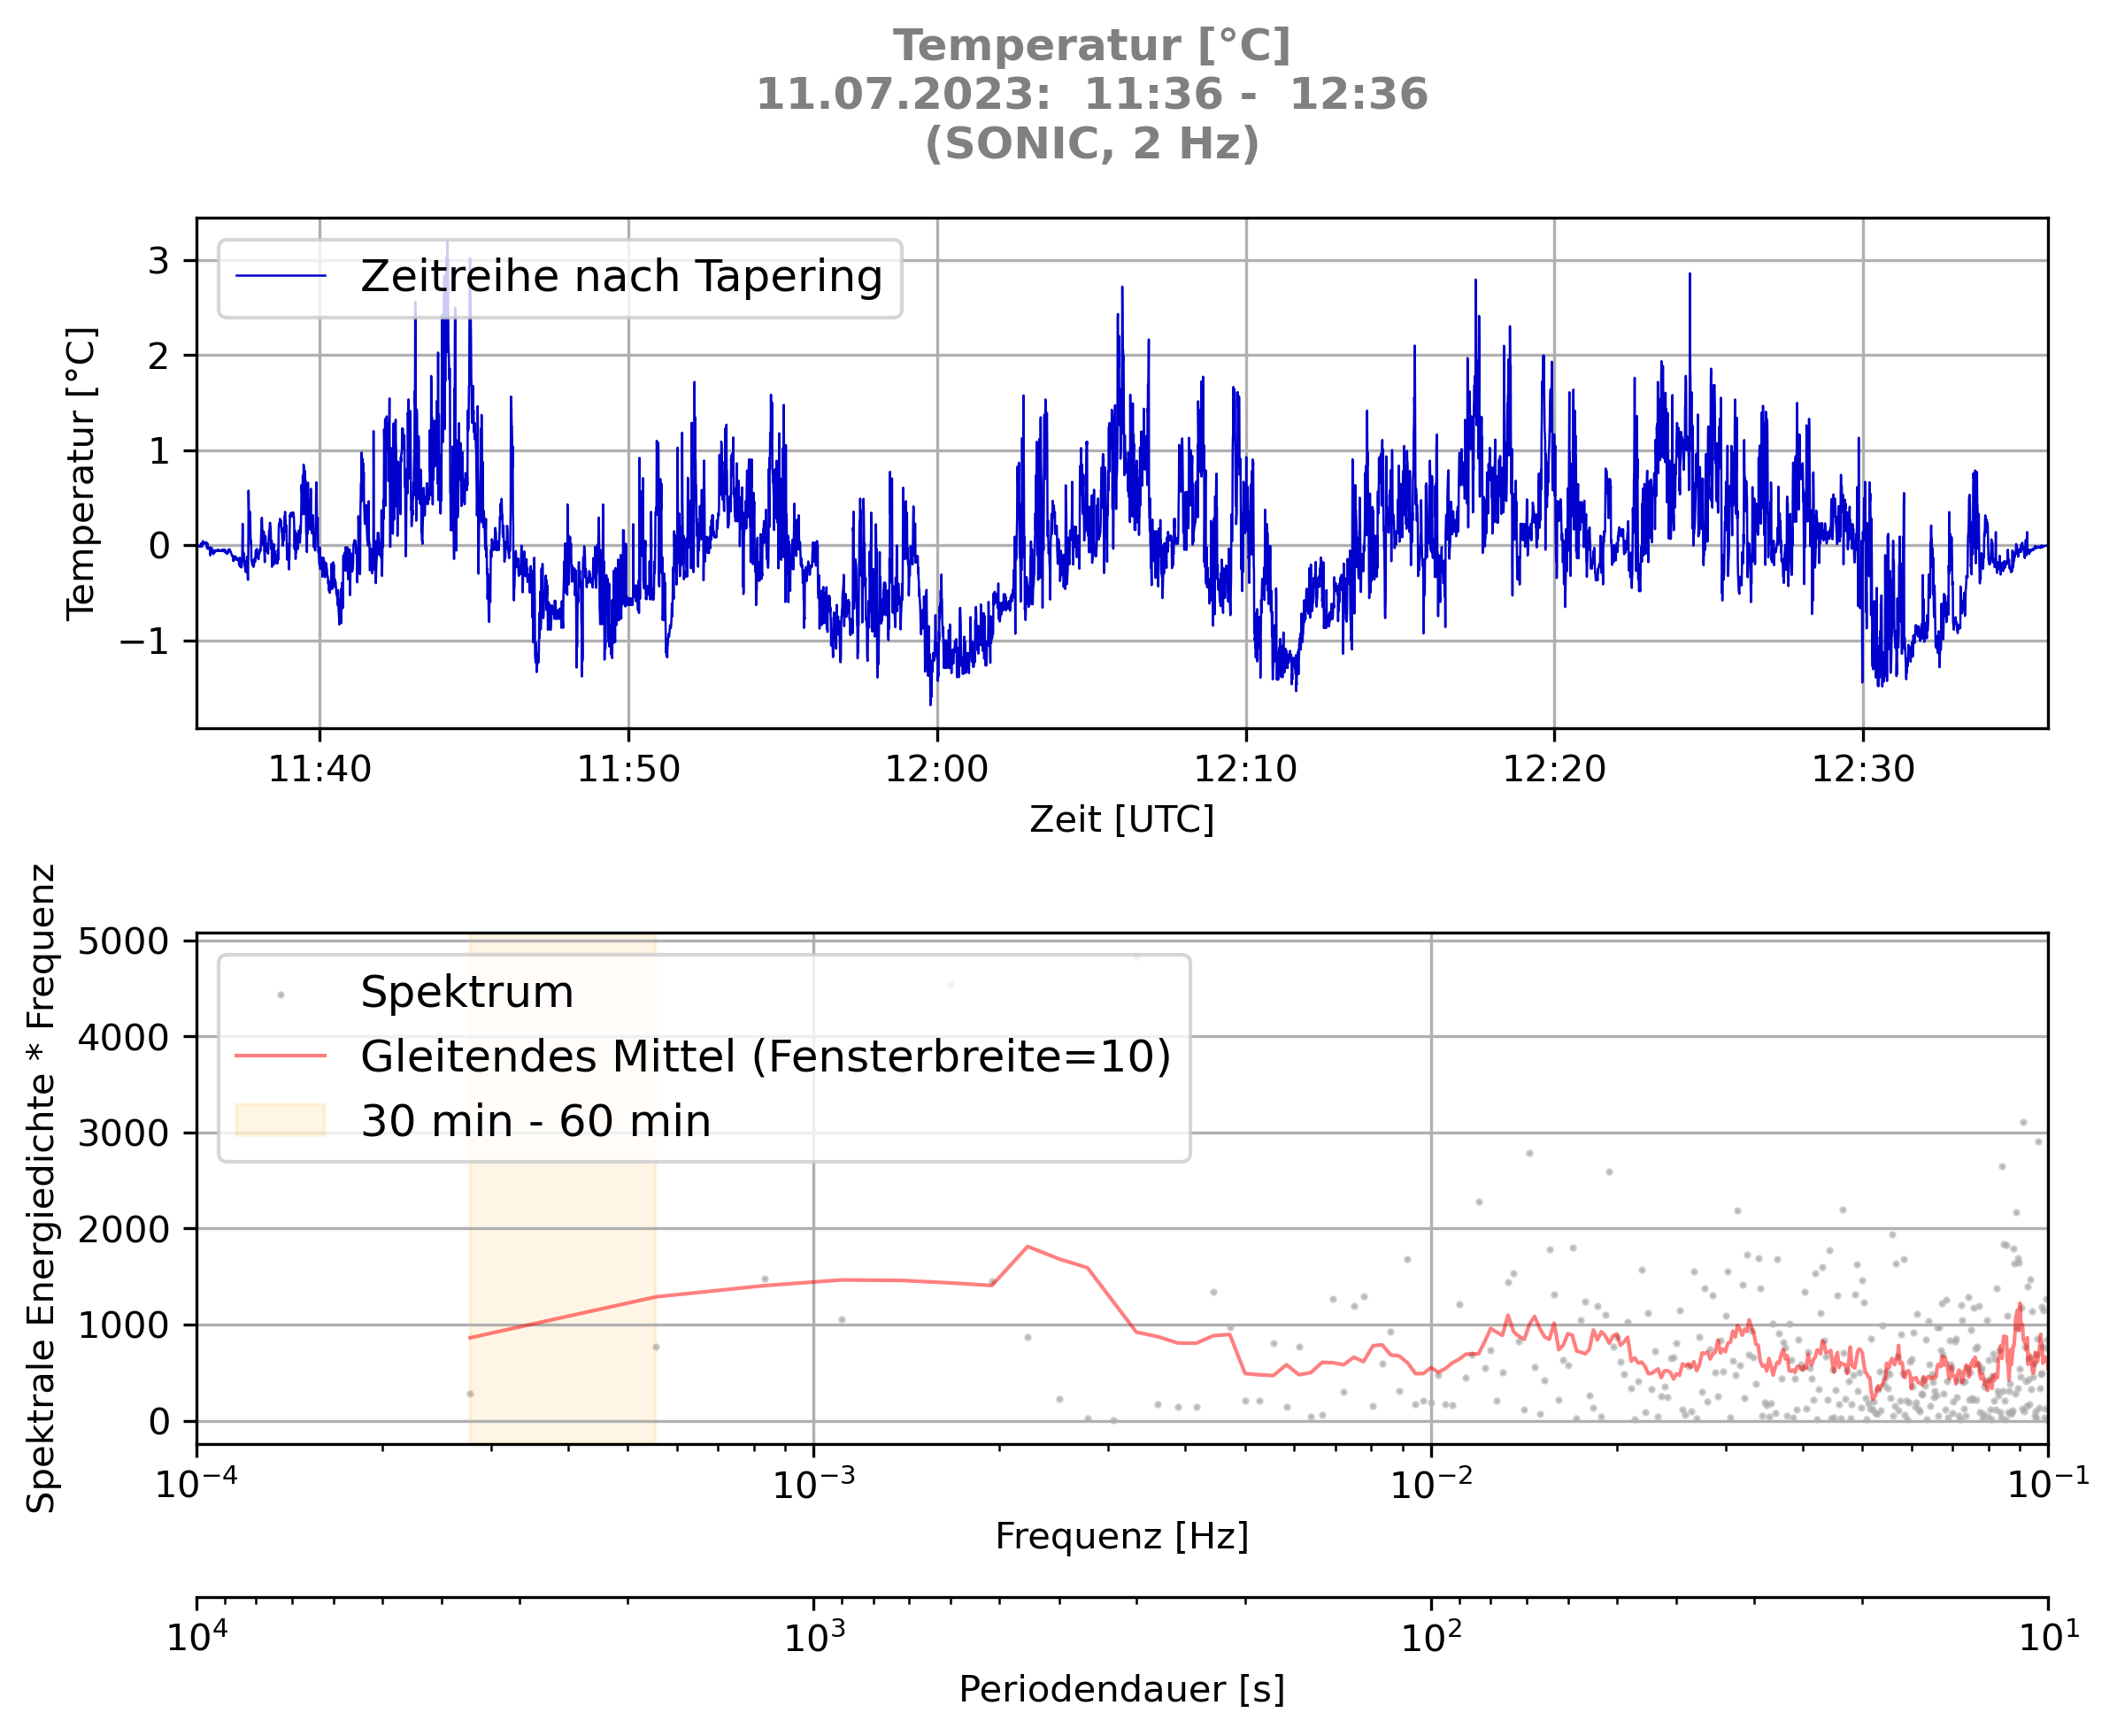 Temperatur [°C]
11.07.2023:  11:36 -  12:36
(SONIC, 2 Hz)
Temperatur [°C]
3
2
1
0
−1
Zeitreihe nach Tapering
11:40 11:50 12:00 12:10 12:20 12:30
Zeit [UTC]
Spektrale Energiedichte * Frequenz
5000
4000
3000
2000
1000
0
Spektrum
Gleitendes Mittel (Fensterbreite=10)
30 min - 60 min
10⁻⁴ 10⁻³ 10⁻² 10⁻¹
Frequenz [Hz]
10⁴ 10³ 10² 10¹
Periodendauer [s]